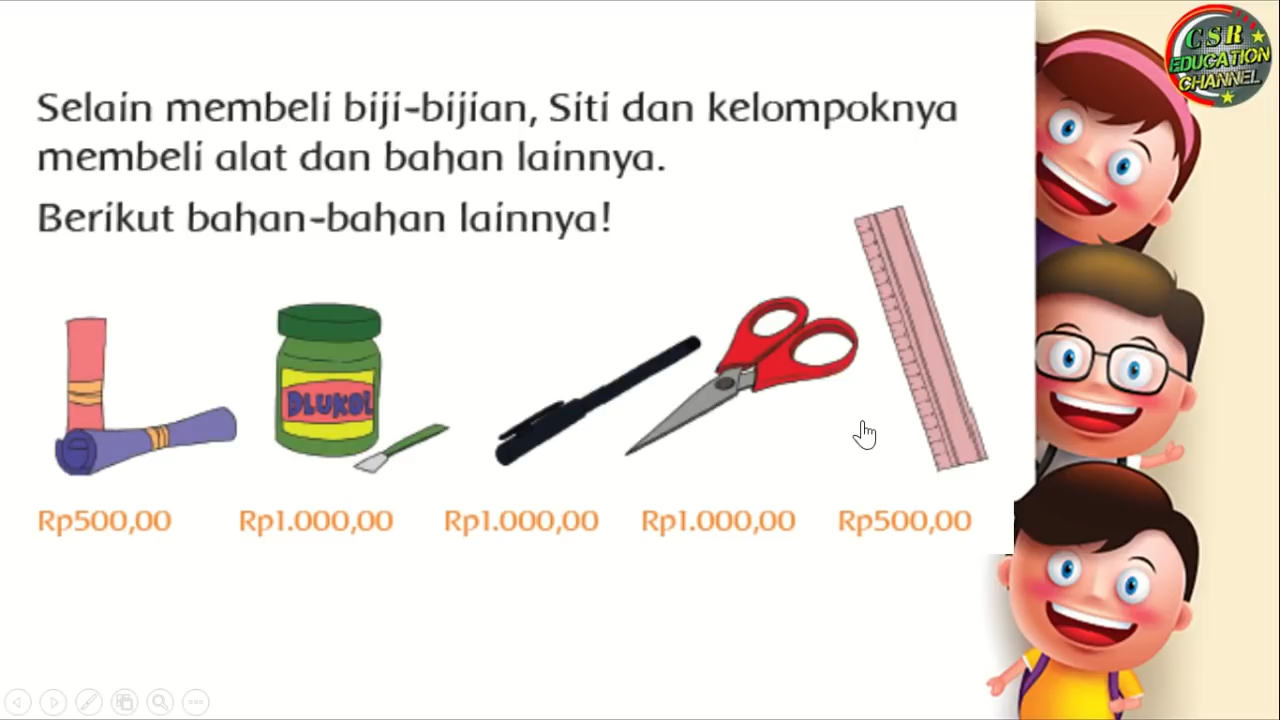 CSR
EDUCATION
CHANNEL
Selain membeli biji-bijian, Siti dan kelompoknya
membeli alat dan bahan lainnya.
Berikut bahan-bahan lainnya!
DLUKOL
Rp500,00 Rp1.000,00 Rp1.000,00 Rp1.000,00 Rp500,00